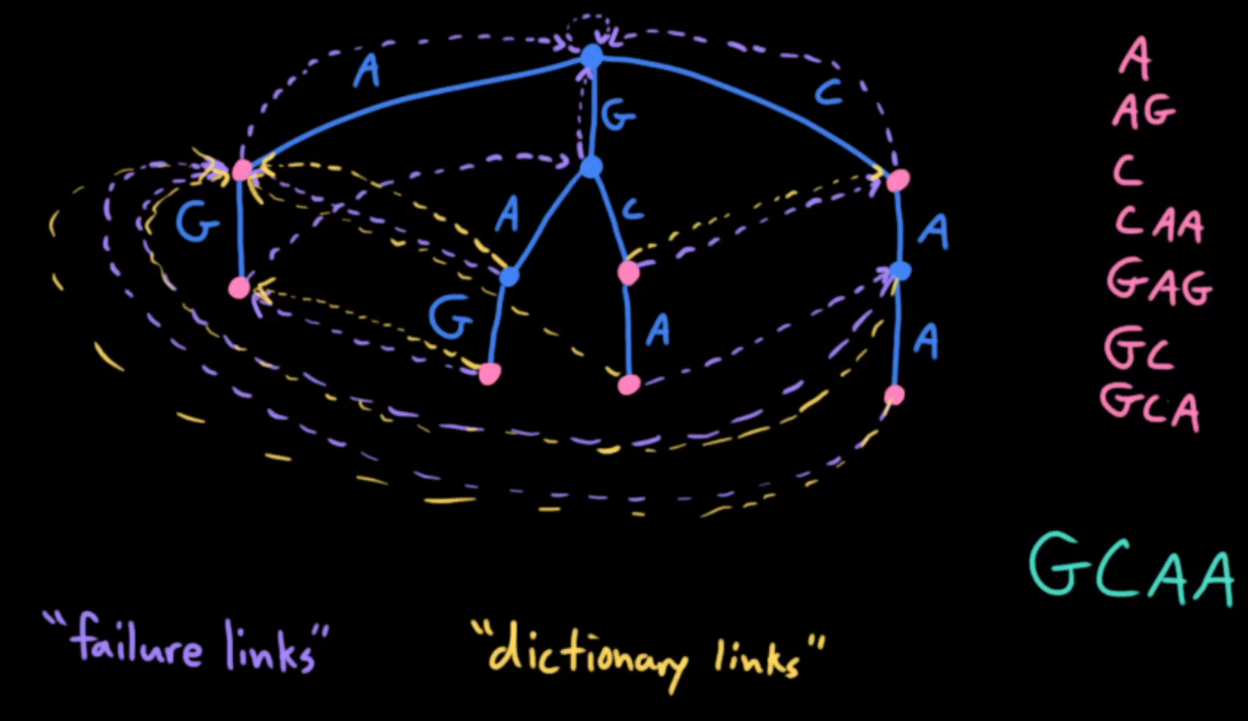 A
C
G
A
C
G
A
G
A
A
A
AG
C
CAA
GAG
GC
GCA
GCAA
"failure links"
"dictionary links"